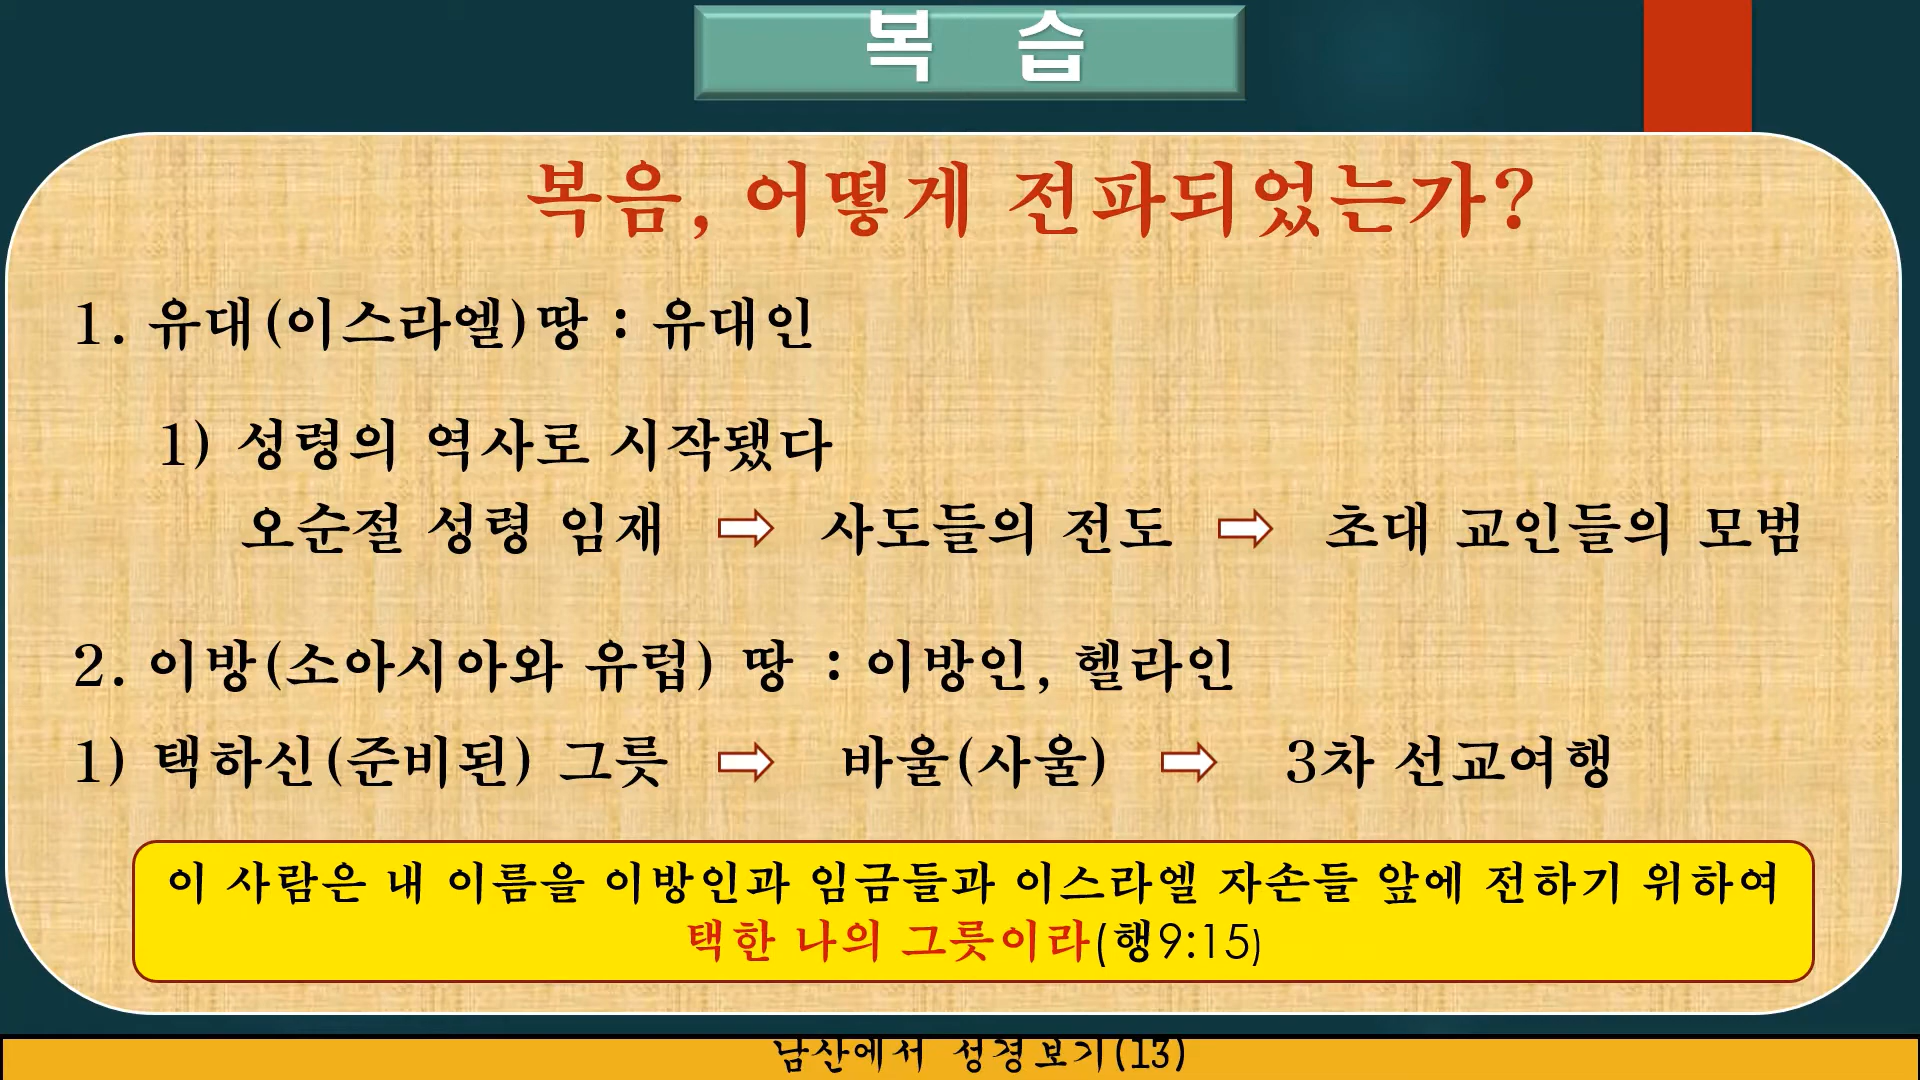 복 습
복음, 어떻게 전파되었는가?
1. 유대(이스라엘)땅 : 유대인
1) 성령의 역사로 시작됐다
오순절 성령 임재 ⇨ 사도들의 전도 ⇨ 초대 교인들의 모범
2. 이방(소아시아와 유럽) 땅 : 이방인, 헬라인
1) 택하신(준비된) 그릇 ⇨ 바울(사울) ⇨ 3차 선교여행
이 사람은 내 이름을 이방인과 임금들과 이스라엘 자손들 앞에 전하기 위하여
택한 나의 그릇이라(행9:15)
남산에서 성경보기(13)